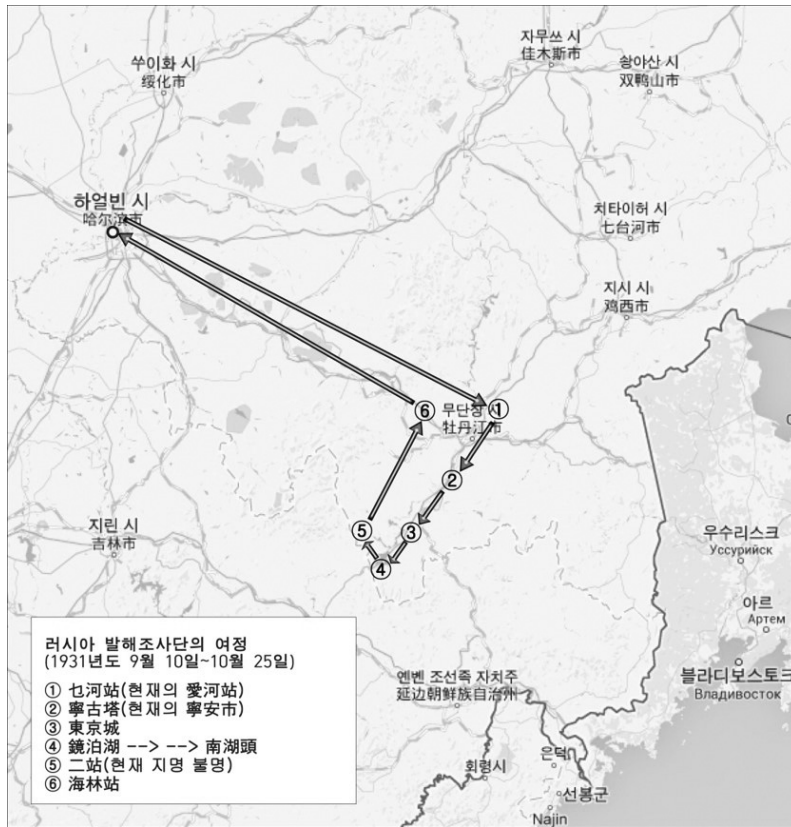 자무쓰 시
佳木斯市
쑤이화 시
绥化市
솽야산 시
双鸭山市
하얼빈 시
哈尔滨市
치타이허 시
七台河市
지시 시
鸡西市
⑥
무단장 시
牡丹江市
①
②
⑤
③
④
지린 시
吉林市
우수리스크
Уссурийск
아르
Артем
블라디보스토크
Владивосток
러시아 발해조사단의 여정
(1931년도 9월 10일~10월 25일)
① 乜河站(현재의 愛河站)
② 寧古塔(현재의 寧安市)
③ 東京城
④ 鏡泊湖 --> --> 南湖頭
⑤ 二站(현재 지명 불명)
⑥ 海林站
옌볜 조선족 자치주
延边朝鲜族自治州
은덕
회령시
선봉군
Najin